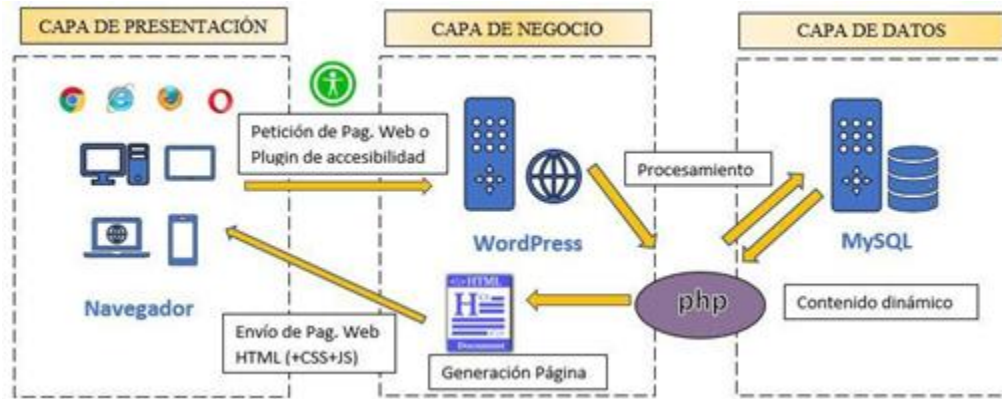 CAPA DE PRESENTACIÓN
CAPA DE NEGOCIO
CAPA DE DATOS
Petición de Pag. Web o
Plugin de accesibilidad
Procesamiento
WordPress
MySQL
Navegador
php
Contenido dinámico
Envío de Pag. Web
HTML (+CSS+JS)
</>HTML
H
Document
Generación Página